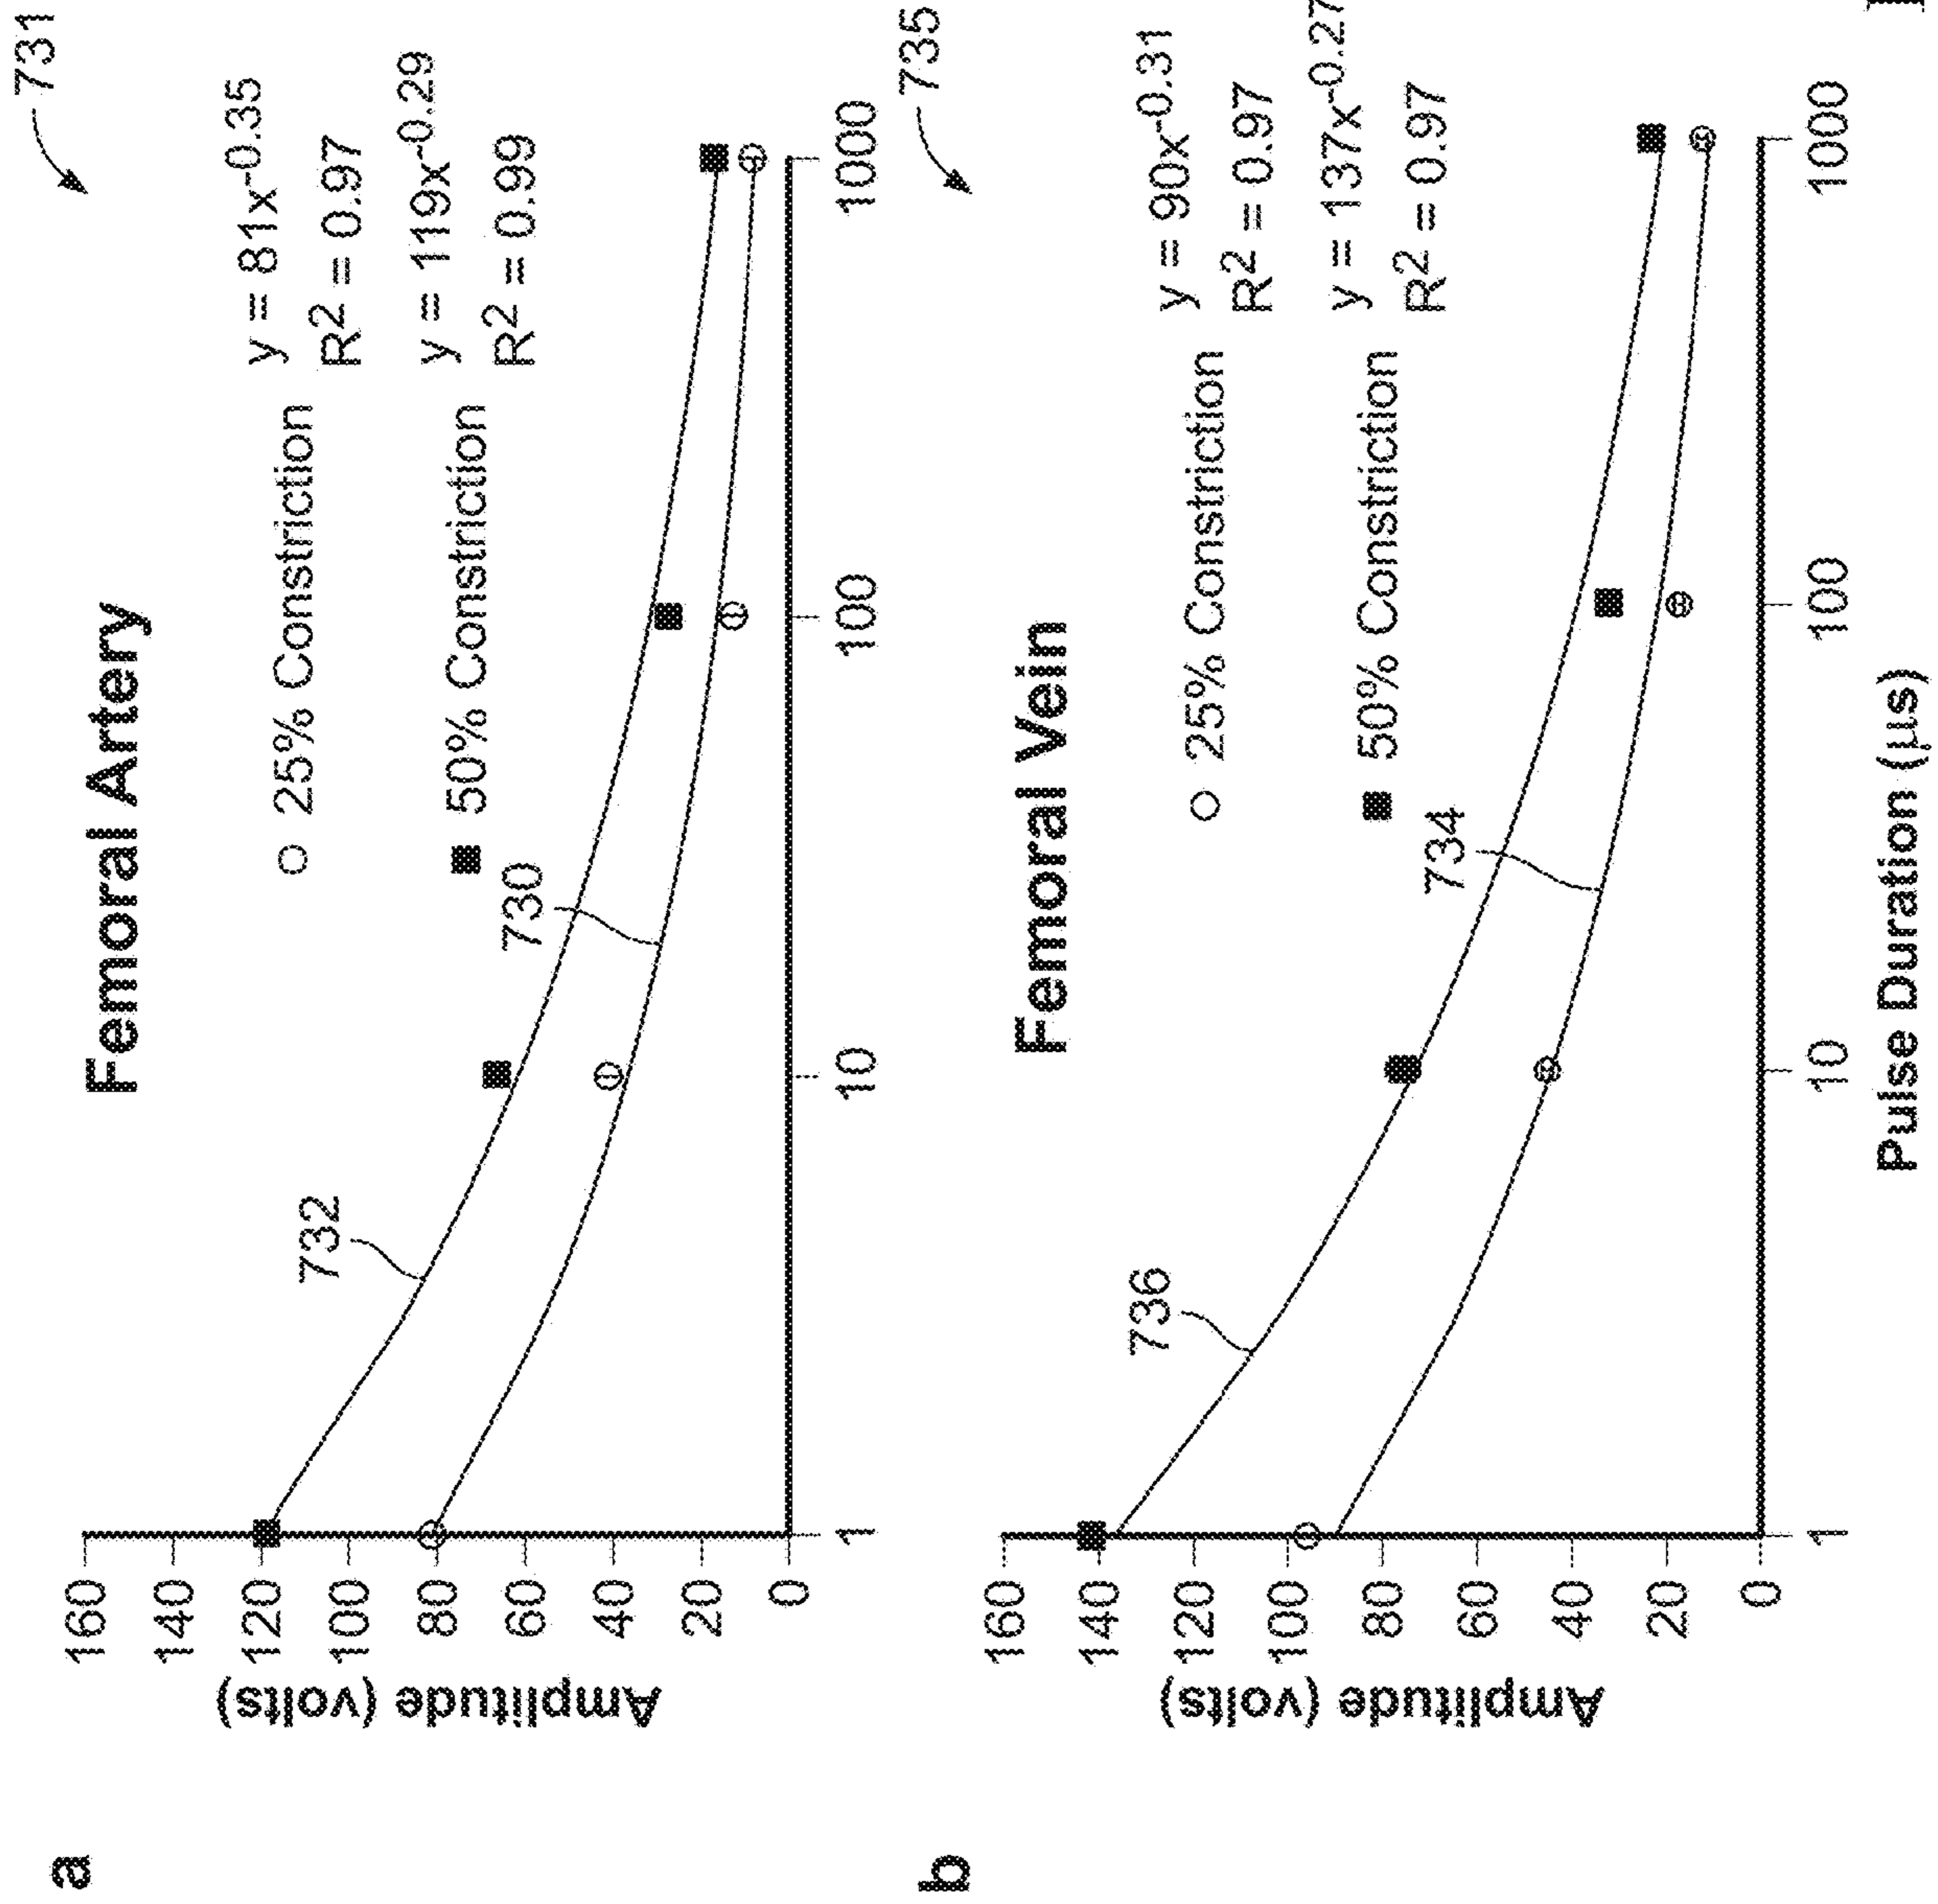 a
731
Femoral Artery
Amplitude (volts)
160
140
120
100
80
60
40
20
0
1
10
100
1000
732
730
25% Constriction
y = 81x^-0.35
R2 = 0.97
50% Constriction
y = 119x^-0.29
R2 = 0.99
b
735
Femoral Vein
Amplitude (volts)
160
140
120
100
80
60
40
20
0
1
10
100
1000
736
734
25% Constriction
y = 90x^-0.31
R2 = 0.97
50% Constriction
y = 137x^-0.27
R2 = 0.97
Pulse Duration (µs)